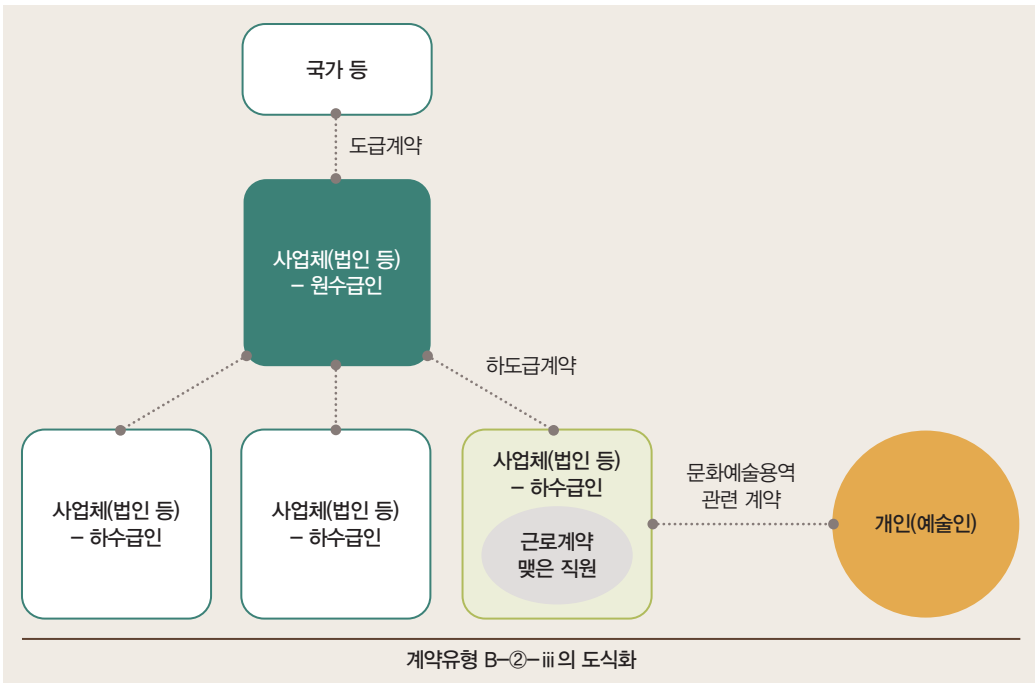 국가 등
도급계약
사업체(법인 등)
– 원수급인
하도급계약
사업체(법인 등)
– 하수급인
사업체(법인 등)
– 하수급인
사업체(법인 등)
– 하수급인
근로계약
맺은 직원
문화예술용역
관련 계약
개인(예술인)
계약유형 B–②–ⅲ의 도식화